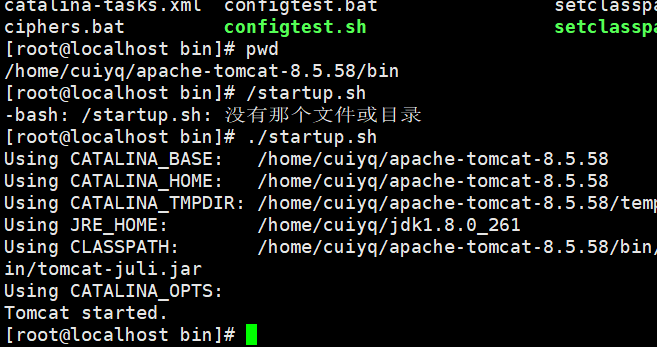 catalina-tasks.xml  configtest.bat                 setclasspa
ciphers.bat         configtest.sh                  setclasspa
[root@localhost bin]# pwd
/home/cuiyq/apache-tomcat-8.5.58/bin
[root@localhost bin]# /startup.sh
-bash: /startup.sh: 没有那个文件或目录
[root@localhost bin]# ./startup.sh
Using CATALINA_BASE:   /home/cuiyq/apache-tomcat-8.5.58
Using CATALINA_HOME:   /home/cuiyq/apache-tomcat-8.5.58
Using CATALINA_TMPDIR: /home/cuiyq/apache-tomcat-8.5.58/temp
Using JRE_HOME:        /home/cuiyq/jdk1.8.0_261
Using CLASSPATH:       /home/cuiyq/apache-tomcat-8.5.58/bin/
in/tomcat-juli.jar
Using CATALINA_OPTS:
Tomcat started.
[root@localhost bin]#